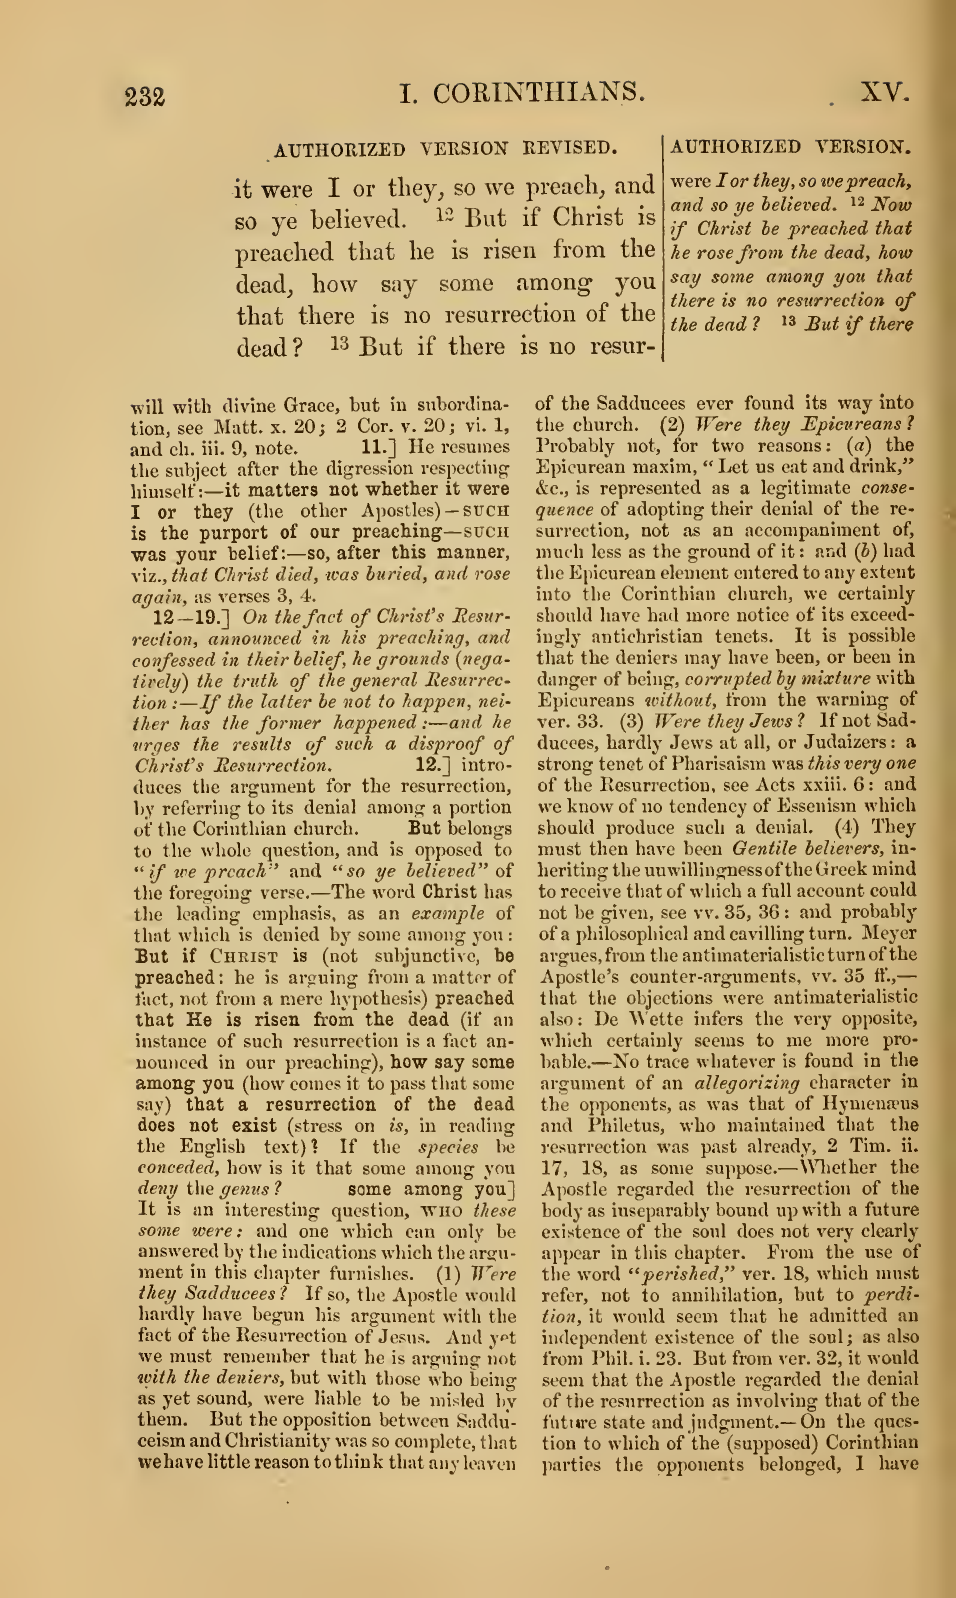 232
I. CORINTHIANS.
XV.
AUTHORIZED VERSION REVISED.
it were I or they, so we preach, and
so ye believed. 12 But if Christ is
preached that he is risen from the
dead, how say some among you
that there is no resurrection of the
dead? 13 But if there is no resur-
AUTHORIZED VERSION.
were I or they, so we preach,
and so ye believed. 12 Now
if Christ be preached that
he rose from the dead, how
say some among you that
there is no resurrection of
the dead? 13 But if there
will with divine Grace, but in subordina-
tion, see Matt. x. 20; 2 Cor. v. 20; vi. 1,
and ch. iii. 9, note. 11.] He resumes
the subject after the digression respecting
himself:—it matters not whether it were
I or they (the other Apostles)—SUCH
is the purport of our preaching—SUCH
was your belief:—so, after this manner,
viz., that Christ died, was buried, and rose
again, as verses 3, 4.
12—19.] On the fact of Christ's Resur-
rection, announced in his preaching, and
confessed in their belief, he grounds (nega-
tively) the truth of the general Resurrec-
tion:—If the latter be not to happen, nei-
ther has the former happened:—and he
urges the results of such a disproof of
Christ's Resurrection. 12.] intro-
duces the argument for the resurrection,
by referring to its denial among a portion
of the Corinthian church. But belongs
to the whole question, and is opposed to
"if we preach" and "so ye believed" of
the foregoing verse.—The word Christ has
the leading emphasis, as an example of
that which is denied by some among you:
But if CHRIST is (not subjunctive, be
preached: he is arguing from a matter of
fact, not from a mere hypothesis) preached
that He is risen from the dead (if an
instance of such resurrection is a fact an-
nounced in our preaching), how say some
among you (how comes it to pass that some
say) that a resurrection of the dead
does not exist (stress on is, in reading
the English text)? If the species be
conceded, how is it that some among you
deny the genus? some among you]
It is an interesting question, WHO these
some were: and one which can only be
answered by the indications which the argu-
ment in this chapter furnishes. (1) Were
they Sadducees? If so, the Apostle would
hardly have begun his argument with the
fact of the Resurrection of Jesus. And yet
we must remember that he is arguing not
with the deniers, but with those who being
as yet sound, were liable to be misled by
them. But the opposition between Saddu-
ceism and Christianity was so complete, that
we have little reason to think that any leaven
of the Sadducees ever found its way into
the church. (2) Were they Epicureans?
Probably not, for two reasons: (a) the
Epicurean maxim, "Let us eat and drink,"
&c., is represented as a legitimate conse-
quence of adopting their denial of the re-
surrection, not as an accompaniment of,
much less as the ground of it: and (b) had
the Epicurean element entered to any extent
into the Corinthian church, we certainly
should have had more notice of its exceed-
ingly antichristian tenets. It is possible
that the deniers may have been, or been in
danger of being, corrupted by mixture with
Epicureans without, from the warning of
ver. 33. (3) Were they Jews? If not Sad-
ducees, hardly Jews at all, or Judaizers: a
strong tenet of Pharisaism was this very one
of the Resurrection, see Acts xxiii. 6: and
we know of no tendency of Essenism which
should produce such a denial. (4) They
must then have been Gentile believers, in-
heriting the unwillingness of the Greek mind
to receive that of which a full account could
not be given, see vv. 35, 36: and probably
of a philosophical and cavilling turn. Meyer
argues, from the antimaterialistic turn of the
Apostle's counter-arguments, vv. 35 ff.,—
that the objections were antimaterialistic
also: De Wette infers the very opposite,
which certainly seems to me more pro-
bable.—No trace whatever is found in the
argument of an allegorizing character in
the opponents, as was that of Hymenæus
and Philetus, who maintained that the
resurrection was past already, 2 Tim. ii.
17, 18, as some suppose.—Whether the
Apostle regarded the resurrection of the
body as inseparably bound up with a future
existence of the soul does not very clearly
appear in this chapter. From the use of
the word "perished," ver. 18, which must
refer, not to annihilation, but to perdi-
tion, it would seem that he admitted an
independent existence of the soul; as also
from Phil. i. 23. But from ver. 32, it would
seem that the Apostle regarded the denial
of the resurrection as involving that of the
future state and judgment.—On the ques-
tion to which of the (supposed) Corinthian
parties the opponents belonged, I have